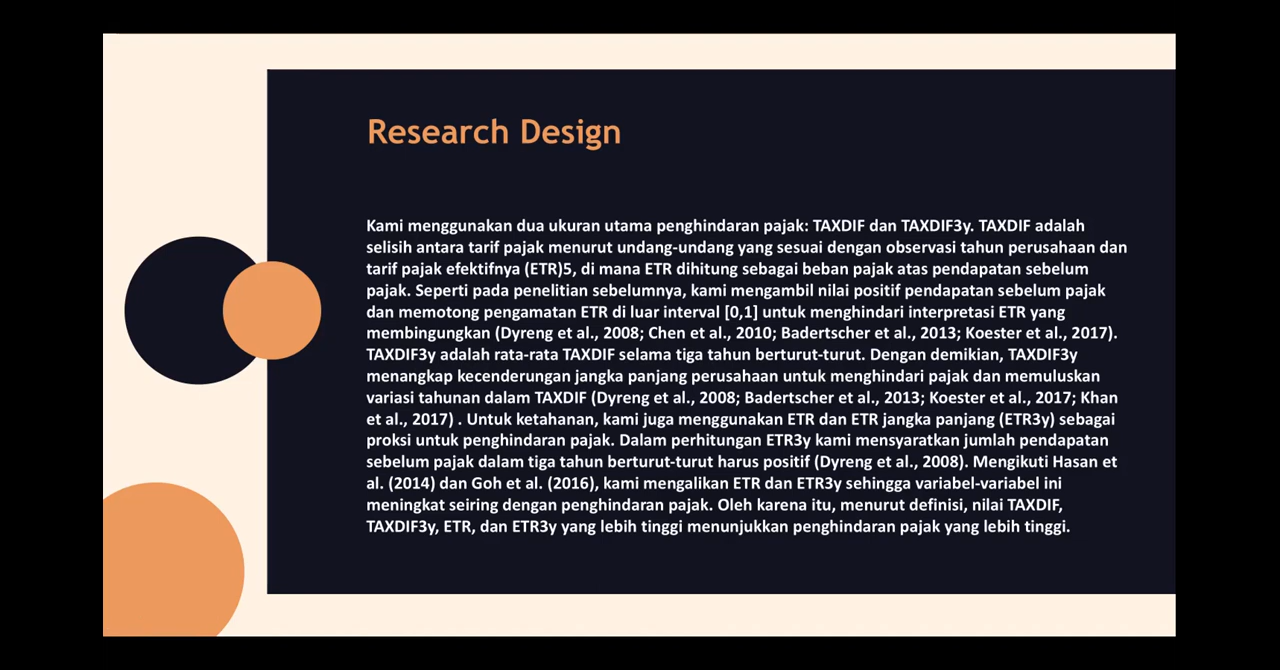 Research Design
Kami menggunakan dua ukuran utama penghindaran pajak: TAXDIF dan TAXDIF3y. TAXDIF adalah
selisih antara tarif pajak menurut undang-undang yang sesuai dengan observasi tahun perusahaan dan
tarif pajak efektifnya (ETR)5, di mana ETR dihitung sebagai beban pajak atas pendapatan sebelum
pajak. Seperti pada penelitian sebelumnya, kami mengambil nilai positif pendapatan sebelum pajak
dan memotong pengamatan ETR di luar interval [0,1] untuk menghindari interpretasi ETR yang
membingungkan (Dyreng et al., 2008; Chen et al., 2010; Badertscher et al., 2013; Koester et al., 2017).
TAXDIF3y adalah rata-rata TAXDIF selama tiga tahun berturut-turut. Dengan demikian, TAXDIF3y
menangkap kecenderungan jangka panjang perusahaan untuk menghindari pajak dan memuluskan
variasi tahunan dalam TAXDIF (Dyreng et al., 2008; Badertscher et al., 2013; Koester et al., 2017; Khan
et al., 2017) . Untuk ketahanan, kami juga menggunakan ETR dan ETR jangka panjang (ETR3y) sebagai
proksi untuk penghindaran pajak. Dalam perhitungan ETR3y kami mensyaratkan jumlah pendapatan
sebelum pajak dalam tiga tahun berturut-turut harus positif (Dyreng et al., 2008). Mengikuti Hasan et
al. (2014) dan Goh et al. (2016), kami mengalikan ETR dan ETR3y sehingga variabel-variabel ini
meningkat seiring dengan penghindaran pajak. Oleh karena itu, menurut definisi, nilai TAXDIF,
TAXDIF3y, ETR, dan ETR3y yang lebih tinggi menunjukkan penghindaran pajak yang lebih tinggi.